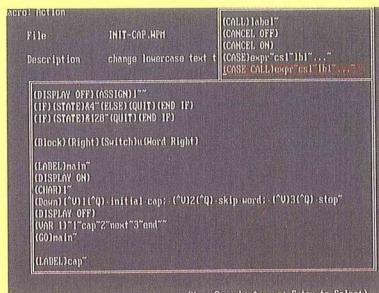 Macro: Action
File INIT-CAP.WPM
Description change lowercase text t
{CALL}label~
{CANCEL OFF}
{CANCEL ON}
{CASE}expr~cs1~lb1~...~~
{CASE CALL}expr~cs1~lb1~...~~
{DISPLAY OFF}{ASSIGN}1~~
{IF}{STATE}&4~{ELSE}{QUIT}{END IF}
{IF}{STATE}&128~{QUIT}{END IF}
{Block}{Right}{Switch}u{Word Right}
{LABEL}main~
{DISPLAY ON}
{CHAR}1~
{Down}{^V}1{^Q}·initial·cap;·{^V}2{^Q}·skip·word;·{^V}3{^Q}·stop~
{DISPLAY OFF}
{VAR 1}~1~cap~2~next~3~end~~
{GO}main~
{LABEL}cap~